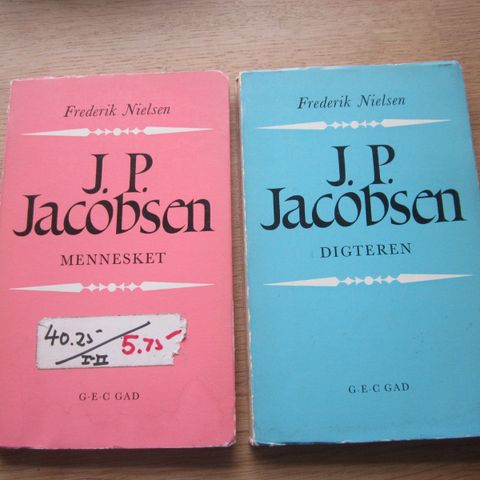 Frederik Nielsen
J. P.
Jacobsen
MENNESKET
40.25-
I-II
5.75-
G·E·C GAD
Frederik Nielsen
J. P.
Jacobsen
DIGTEREN
G·E·C GAD